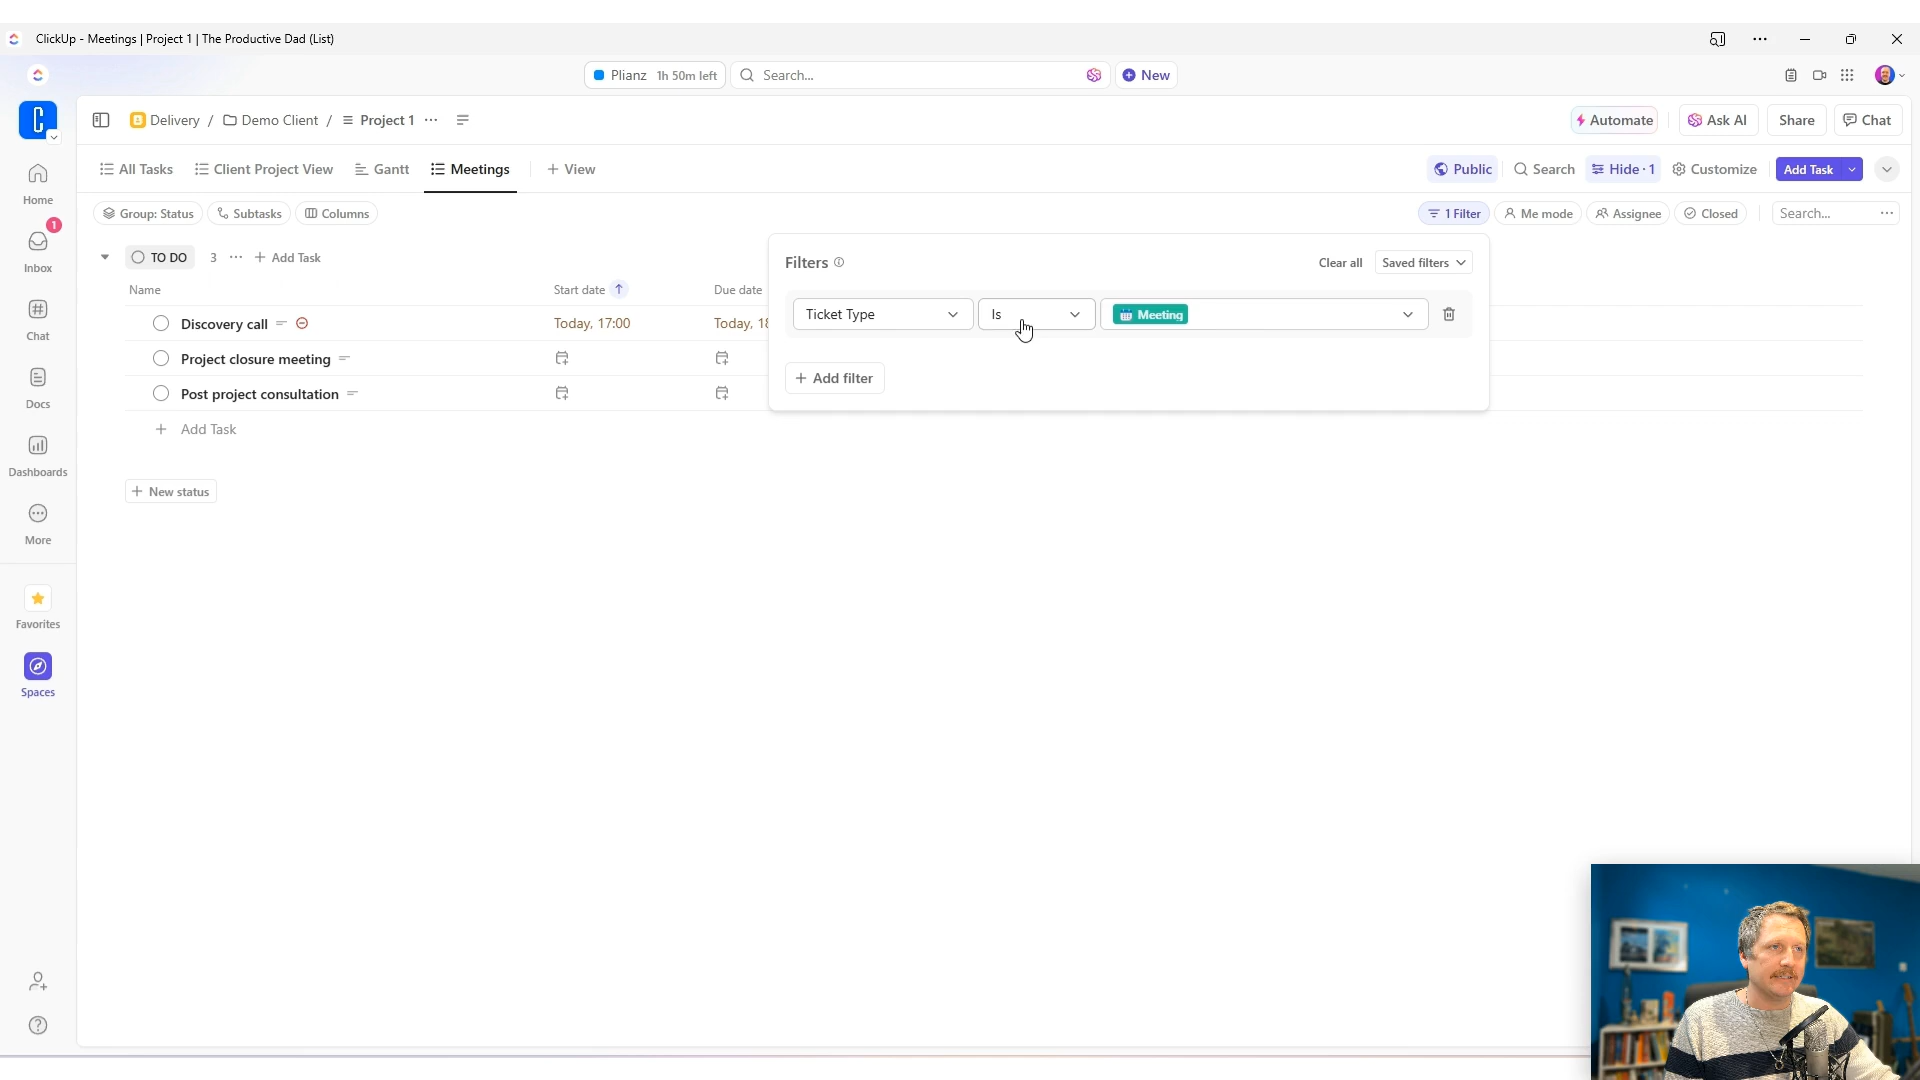 ClickUp - Meetings | Project 1 | The Productive Dad (List)
Plianz 1h 50m left Search... New
Delivery / Demo Client / Project 1 Automate Ask AI Share Chat
All Tasks Client Project View Gantt Meetings + View Public Search Hide · 1 Customize Add Task
Group: Status Subtasks Columns 1 Filter Me mode Assignee Closed Search...
TO DO 3 + Add Task
Name Start date Due date
Discovery call Today, 17:00 Today, 18
Project closure meeting
Post project consultation
+ Add Task
+ New status
Filters Clear all Saved filters
Ticket Type Is Meeting
+ Add filter
Home
1
Inbox
Chat
Docs
Dashboards
More
Favorites
Spaces